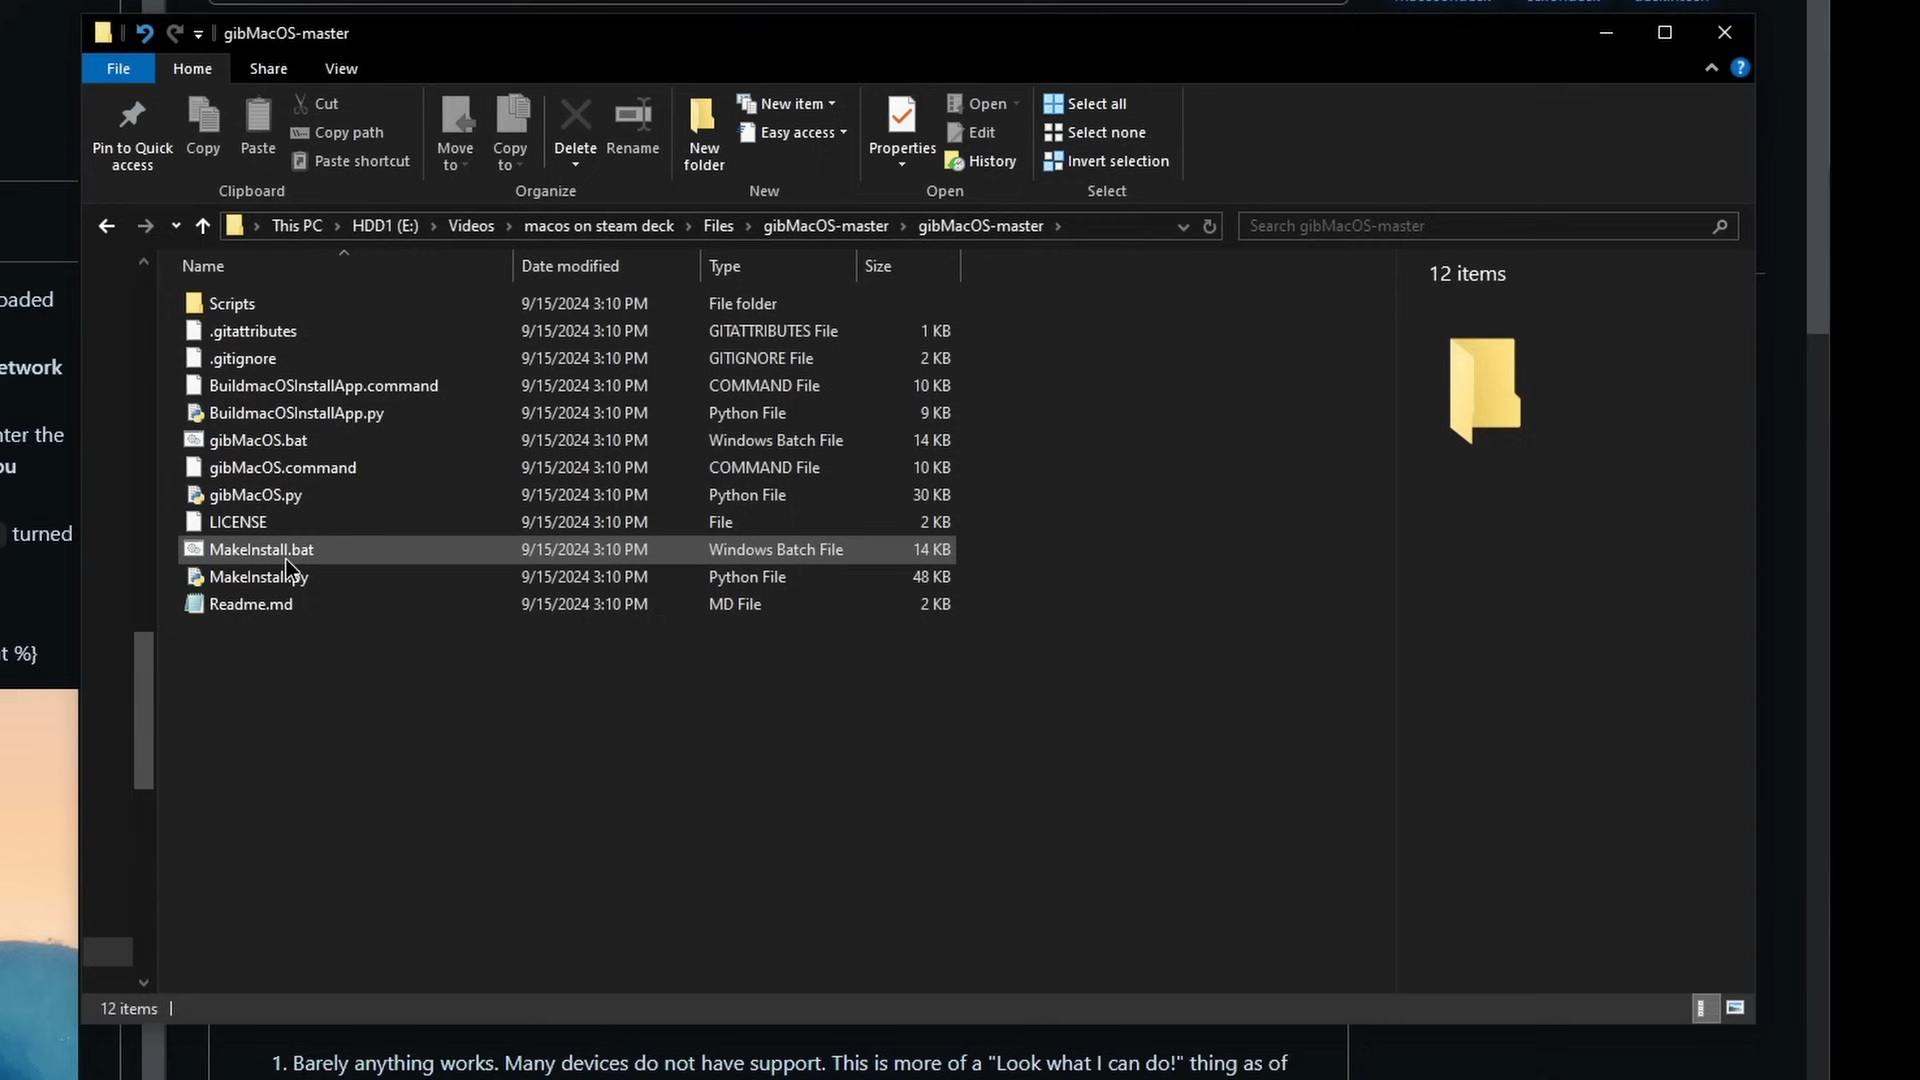 gibMacOS-master
File Home Share View
Pin to Quick access
Copy
Paste
Cut
Copy path
Paste shortcut
Clipboard
Move to
Copy to
Delete
Rename
Organize
New folder
New item
Easy access
New
Properties
Open
Edit
History
Open
Select all
Select none
Invert selection
Select
This PC > HDD1 (E:) > Videos > macos on steam deck > Files > gibMacOS-master > gibMacOS-master >
Search gibMacOS-master
Name Date modified Type Size
Scripts 9/15/2024 3:10 PM File folder
.gitattributes 9/15/2024 3:10 PM GITATTRIBUTES File 1 KB
.gitignore 9/15/2024 3:10 PM GITIGNORE File 2 KB
BuildmacOSInstallApp.command 9/15/2024 3:10 PM COMMAND File 10 KB
BuildmacOSInstallApp.py 9/15/2024 3:10 PM Python File 9 KB
gibMacOS.bat 9/15/2024 3:10 PM Windows Batch File 14 KB
gibMacOS.command 9/15/2024 3:10 PM COMMAND File 10 KB
gibMacOS.py 9/15/2024 3:10 PM Python File 30 KB
LICENSE 9/15/2024 3:10 PM File 2 KB
MakeInstall.bat 9/15/2024 3:10 PM Windows Batch File 14 KB
MakeInstall.py 9/15/2024 3:10 PM Python File 48 KB
Readme.md 9/15/2024 3:10 PM MD File 2 KB
12 items
12 items
oaded
etwork
nter the
ou
turned
t %}
1. Barely anything works. Many devices do not have support. This is more of a "Look what I can do!" thing as of